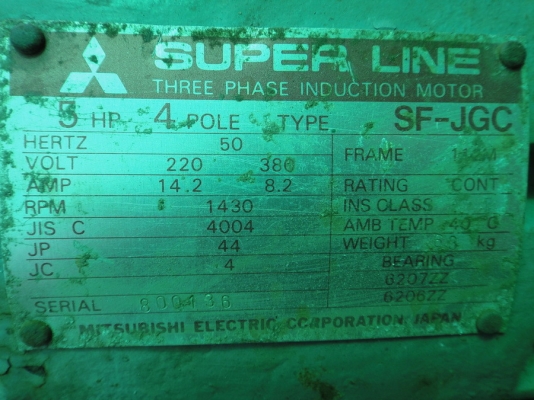 SUPER LINE
THREE PHASE INDUCTION MOTOR
5 HP 4 POLE TYPE SF-JGC
HERTZ 50
VOLT 220 380
AMP 14.2 8.2
RPM 1430
JIS C 4004
JP 44
JC 4
SERIAL
FRAME 112M
RATING CONT
INS CLASS
AMB TEMP 40 °C
WEIGHT kg
BEARING
6207ZZ
6206ZZ
MITSUBISHI ELECTRIC CORPORATION JAPAN